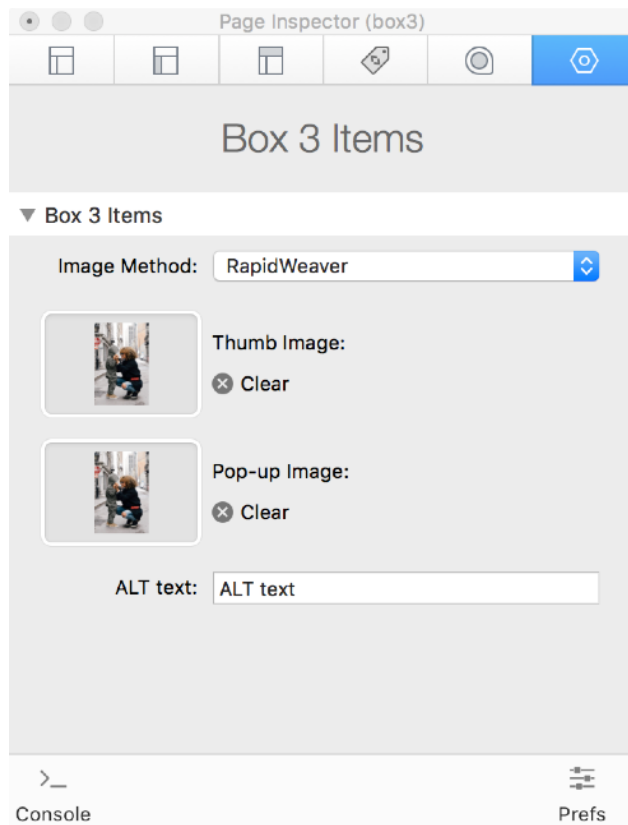 Page Inspector (box3)
Box 3 Items
Box 3 Items
Image Method: RapidWeaver
Thumb Image:
Clear
Pop-up Image:
Clear
ALT text: ALT text
>_
Console Prefs